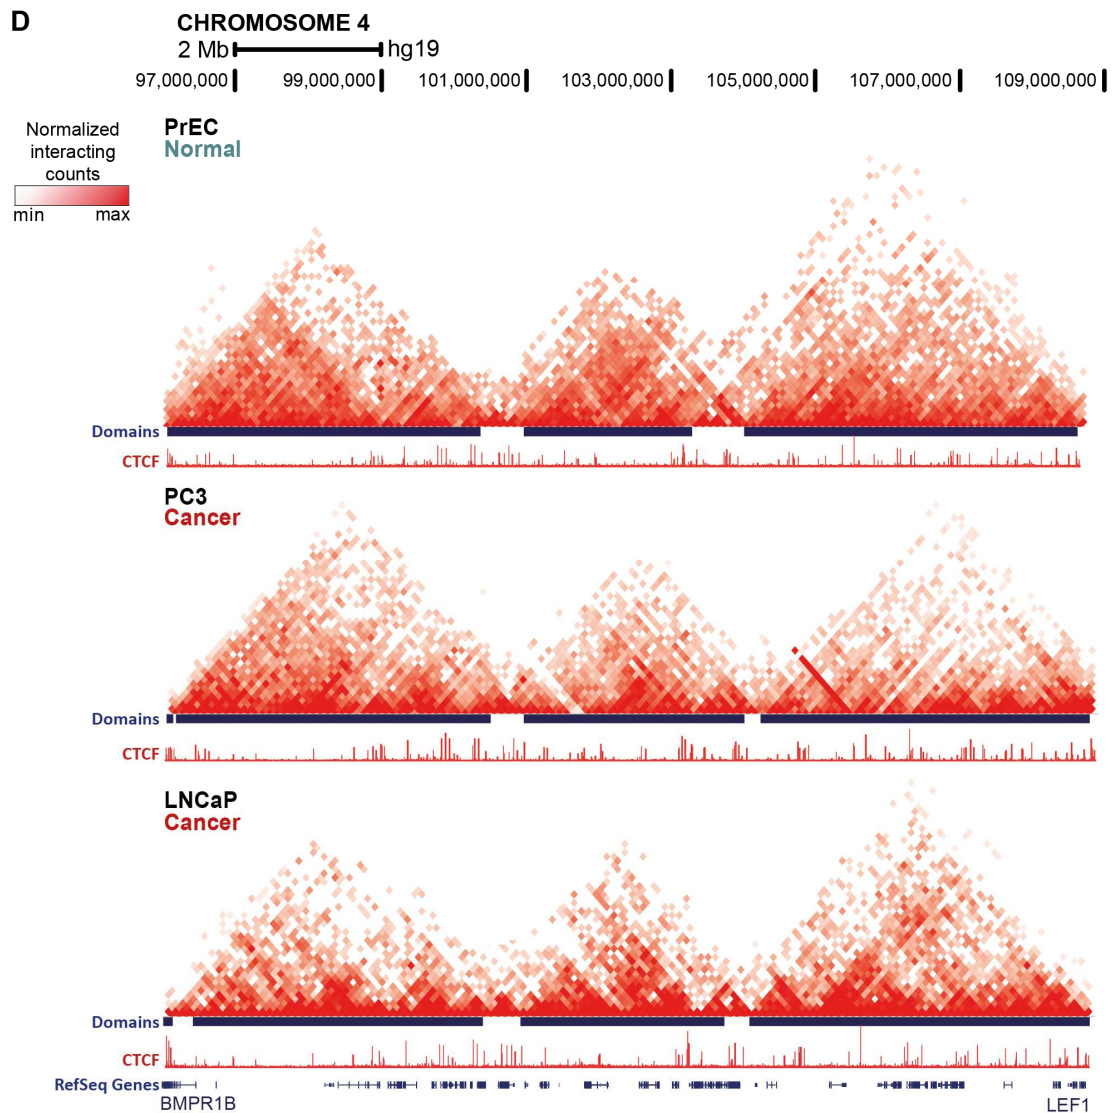 D
CHROMOSOME 4
2 Mb hg19
97,000,000 99,000,000 101,000,000 103,000,000 105,000,000 107,000,000 109,000,000
Normalized
interacting
counts
min max
PrEC
Normal
Domains
CTCF
PC3
Cancer
Domains
CTCF
LNCaP
Cancer
Domains
CTCF
RefSeq Genes
BMPR1B LEF1